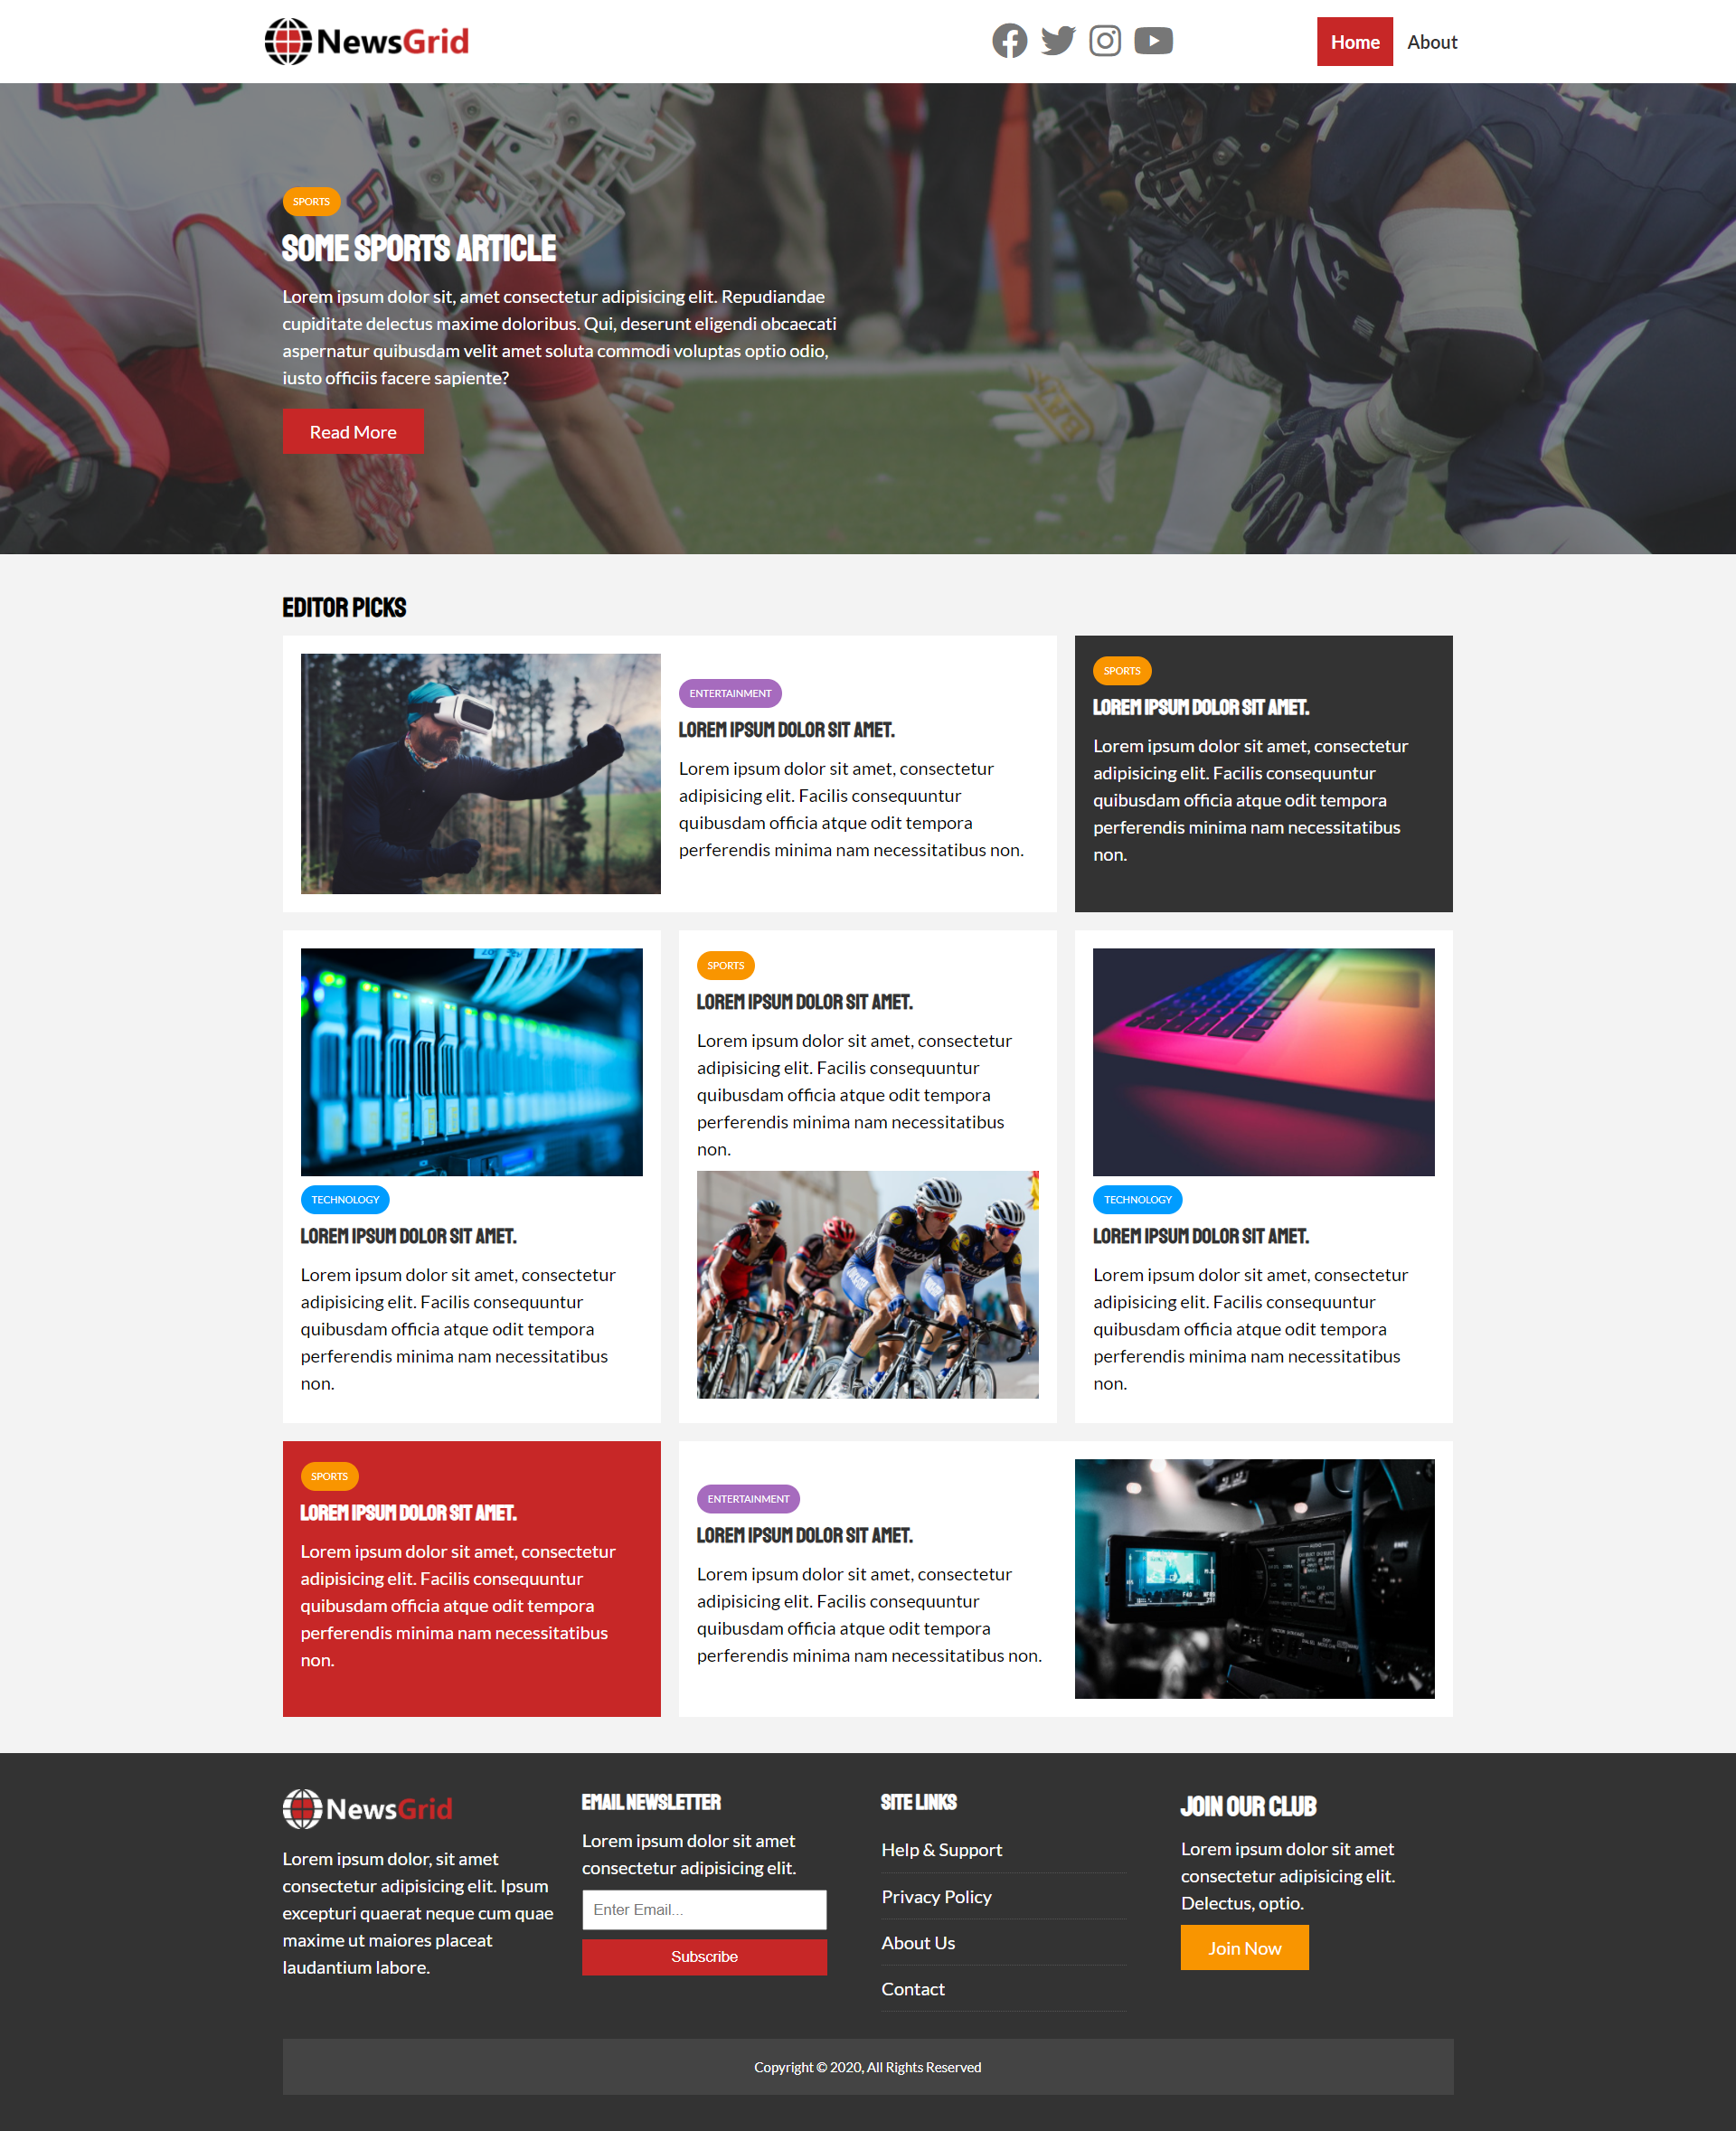 NewsGrid
Home About
SPORTS
SOME SPORTS ARTICLE
Lorem ipsum dolor sit, amet consectetur adipisicing elit. Repudiandae
cupiditate delectus maxime doloribus. Qui, deserunt eligendi obcaecati
aspernatur quibusdam velit amet soluta commodi voluptas optio odio,
iusto officiis facere sapiente?
Read More
EDITOR PICKS
ENTERTAINMENT
LOREM IPSUM DOLOR SIT AMET.
Lorem ipsum dolor sit amet, consectetur
adipisicing elit. Facilis consequuntur
quibusdam officia atque odit tempora
perferendis minima nam necessitatibus non.
SPORTS
LOREM IPSUM DOLOR SIT AMET.
Lorem ipsum dolor sit amet, consectetur
adipisicing elit. Facilis consequuntur
quibusdam officia atque odit tempora
perferendis minima nam necessitatibus
non.
TECHNOLOGY
LOREM IPSUM DOLOR SIT AMET.
Lorem ipsum dolor sit amet, consectetur
adipisicing elit. Facilis consequuntur
quibusdam officia atque odit tempora
perferendis minima nam necessitatibus
non.
SPORTS
LOREM IPSUM DOLOR SIT AMET.
Lorem ipsum dolor sit amet, consectetur
adipisicing elit. Facilis consequuntur
quibusdam officia atque odit tempora
perferendis minima nam necessitatibus
non.
TECHNOLOGY
LOREM IPSUM DOLOR SIT AMET.
Lorem ipsum dolor sit amet, consectetur
adipisicing elit. Facilis consequuntur
quibusdam officia atque odit tempora
perferendis minima nam necessitatibus
non.
SPORTS
LOREM IPSUM DOLOR SIT AMET.
Lorem ipsum dolor sit amet, consectetur
adipisicing elit. Facilis consequuntur
quibusdam officia atque odit tempora
perferendis minima nam necessitatibus
non.
ENTERTAINMENT
LOREM IPSUM DOLOR SIT AMET.
Lorem ipsum dolor sit amet, consectetur
adipisicing elit. Facilis consequuntur
quibusdam officia atque odit tempora
perferendis minima nam necessitatibus non.
NewsGrid
Lorem ipsum dolor, sit amet
consectetur adipisicing elit. Ipsum
excepturi quaerat neque cum quae
maxime ut maiores placeat
laudantium labore.
EMAIL NEWSLETTER
Lorem ipsum dolor sit amet
consectetur adipisicing elit.
Enter Email...
Subscribe
SITE LINKS
Help & Support
Privacy Policy
About Us
Contact
JOIN OUR CLUB
Lorem ipsum dolor sit amet
consectetur adipisicing elit.
Delectus, optio.
Join Now
Copyright © 2020, All Rights Reserved